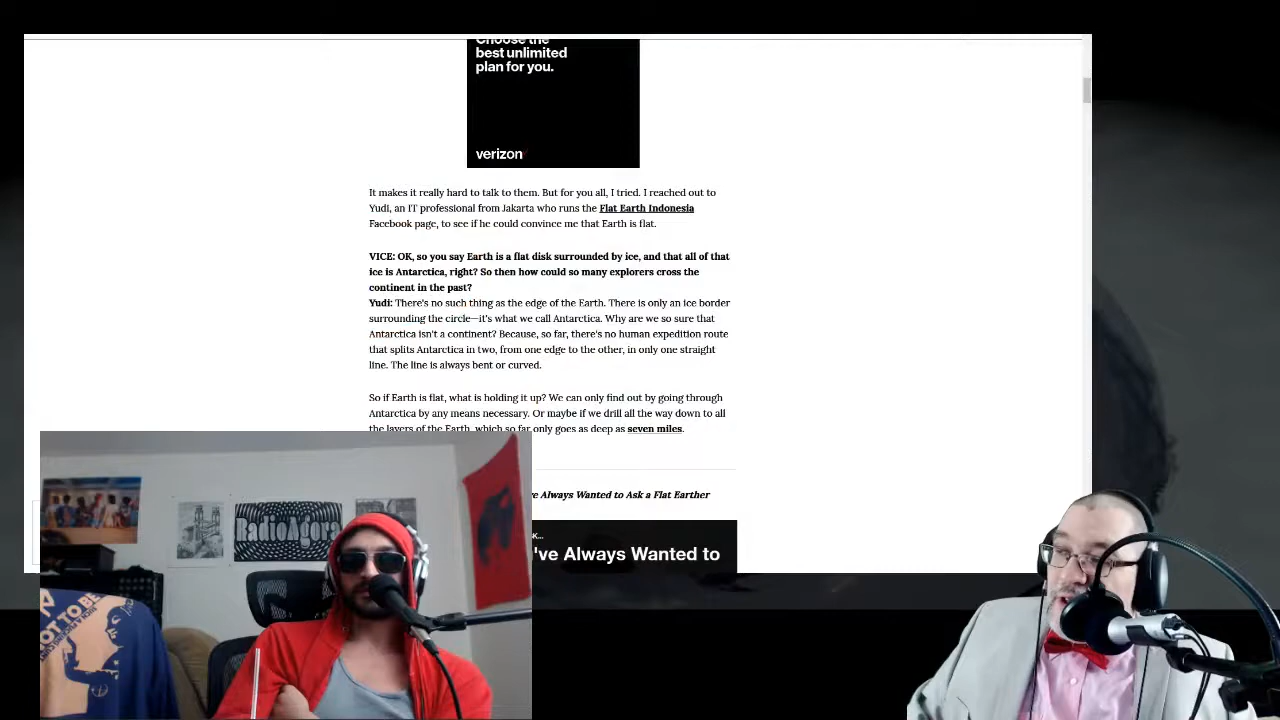 Choose the
best unlimited
plan for you.
verizon
It makes it really hard to talk to them. But for you all, I tried. I reached out to
Yudi, an IT professional from Jakarta who runs the Flat Earth Indonesia
Facebook page, to see if he could convince me that Earth is flat.
VICE: OK, so you say Earth is a flat disk surrounded by ice, and that all of that
ice is Antarctica, right? So then how could so many explorers cross the
continent in the past?
Yudi: There's no such thing as the edge of the Earth. There is only an ice border
surrounding the circle—it's what we call Antarctica. Why are we so sure that
Antarctica isn't a continent? Because, so far, there's no human expedition route
that splits Antarctica in two, from one edge to the other, in only one straight
line. The line is always bent or curved.
So if Earth is flat, what is holding it up? We can only find out by going through
Antarctica by any means necessary. Or maybe if we drill all the way down to all
the layers of the Earth, which so far only goes as deep as seven miles.
Always Wanted to Ask a Flat Earther
've Always Wanted to
RadioAgora
NOT TO BE